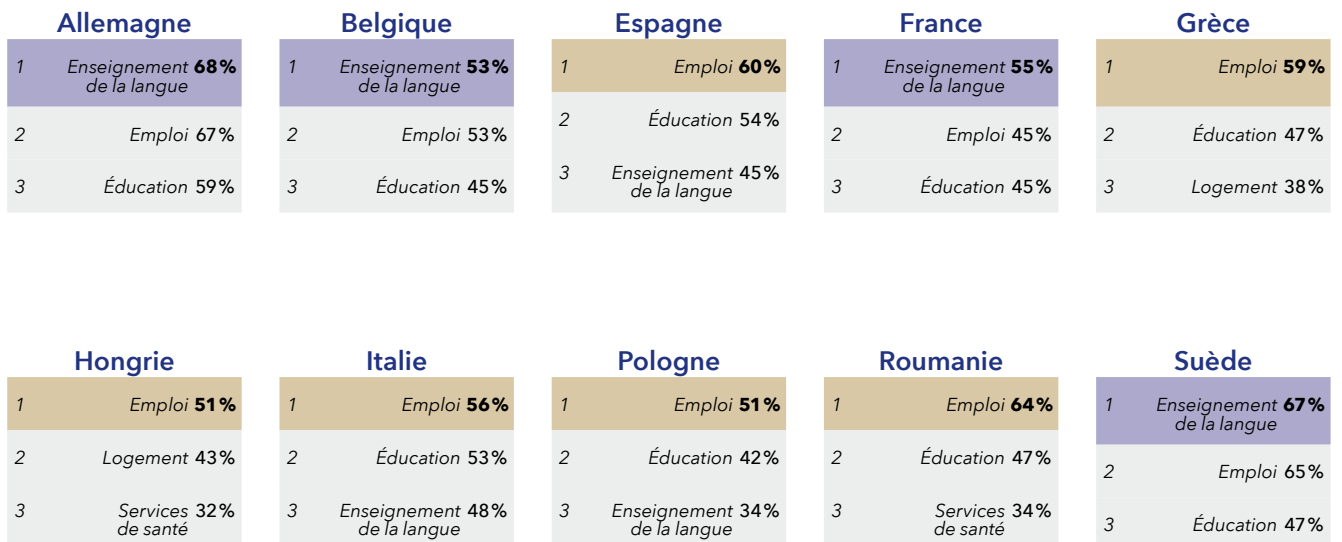 Allemagne
1 Enseignement 68%
de la langue
2 Emploi 67%
3 Éducation 59%
Belgique
1 Enseignement 53%
de la langue
2 Emploi 53%
3 Éducation 45%
Espagne
1 Emploi 60%
2 Éducation 54%
3 Enseignement 45%
de la langue
France
1 Enseignement 55%
de la langue
2 Emploi 45%
3 Éducation 45%
Grèce
1 Emploi 59%
2 Éducation 47%
3 Logement 38%
Hongrie
1 Emploi 51%
2 Logement 43%
3 Services 32%
de santé
Italie
1 Emploi 56%
2 Éducation 53%
3 Enseignement 48%
de la langue
Pologne
1 Emploi 51%
2 Éducation 42%
3 Enseignement 34%
de la langue
Roumanie
1 Emploi 64%
2 Éducation 47%
3 Services 34%
de santé
Suède
1 Enseignement 67%
de la langue
2 Emploi 65%
3 Éducation 47%